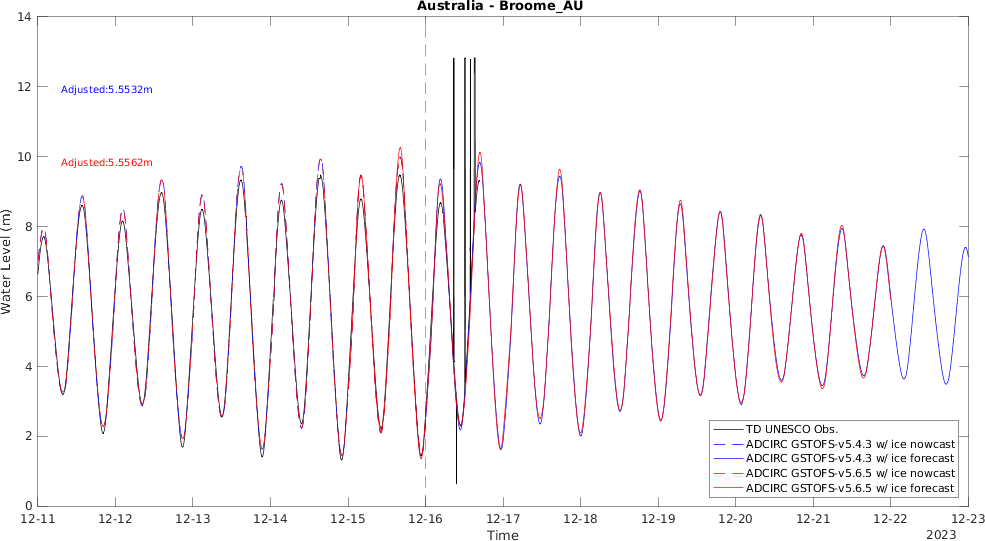 Australia - Broome_AU
14
12
10
8
6
4
2
0
Water Level (m)
Adjusted:5.5532m
Adjusted:5.5562m
TD UNESCO Obs.
ADCIRC GSTOFS-v5.4.3 w/ ice nowcast
ADCIRC GSTOFS-v5.4.3 w/ ice forecast
ADCIRC GSTOFS-v5.6.5 w/ ice nowcast
ADCIRC GSTOFS-v5.6.5 w/ ice forecast
12-11 12-12 12-13 12-14 12-15 12-16 12-17 12-18 12-19 12-20 12-21 12-22 12-23
Time
2023